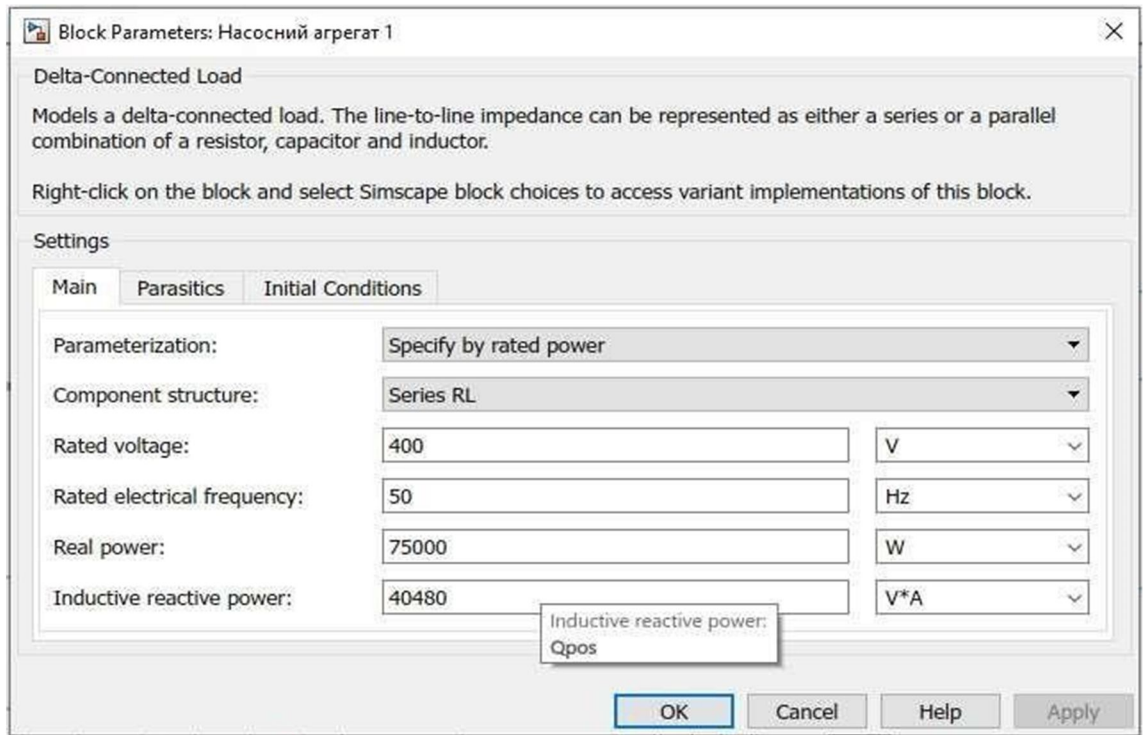 Block Parameters: Насосний агрегат 1
Delta-Connected Load
Models a delta-connected load. The line-to-line impedance can be represented as either a series or a parallel
combination of a resistor, capacitor and inductor.
Right-click on the block and select Simscape block choices to access variant implementations of this block.
Settings
Main Parasitics Initial Conditions
Parameterization: Specify by rated power
Component structure: Series RL
Rated voltage: 400 V
Rated electrical frequency: 50 Hz
Real power: 75000 W
Inductive reactive power: 40480 V*A
Inductive reactive power:
Qpos
OK Cancel Help Apply